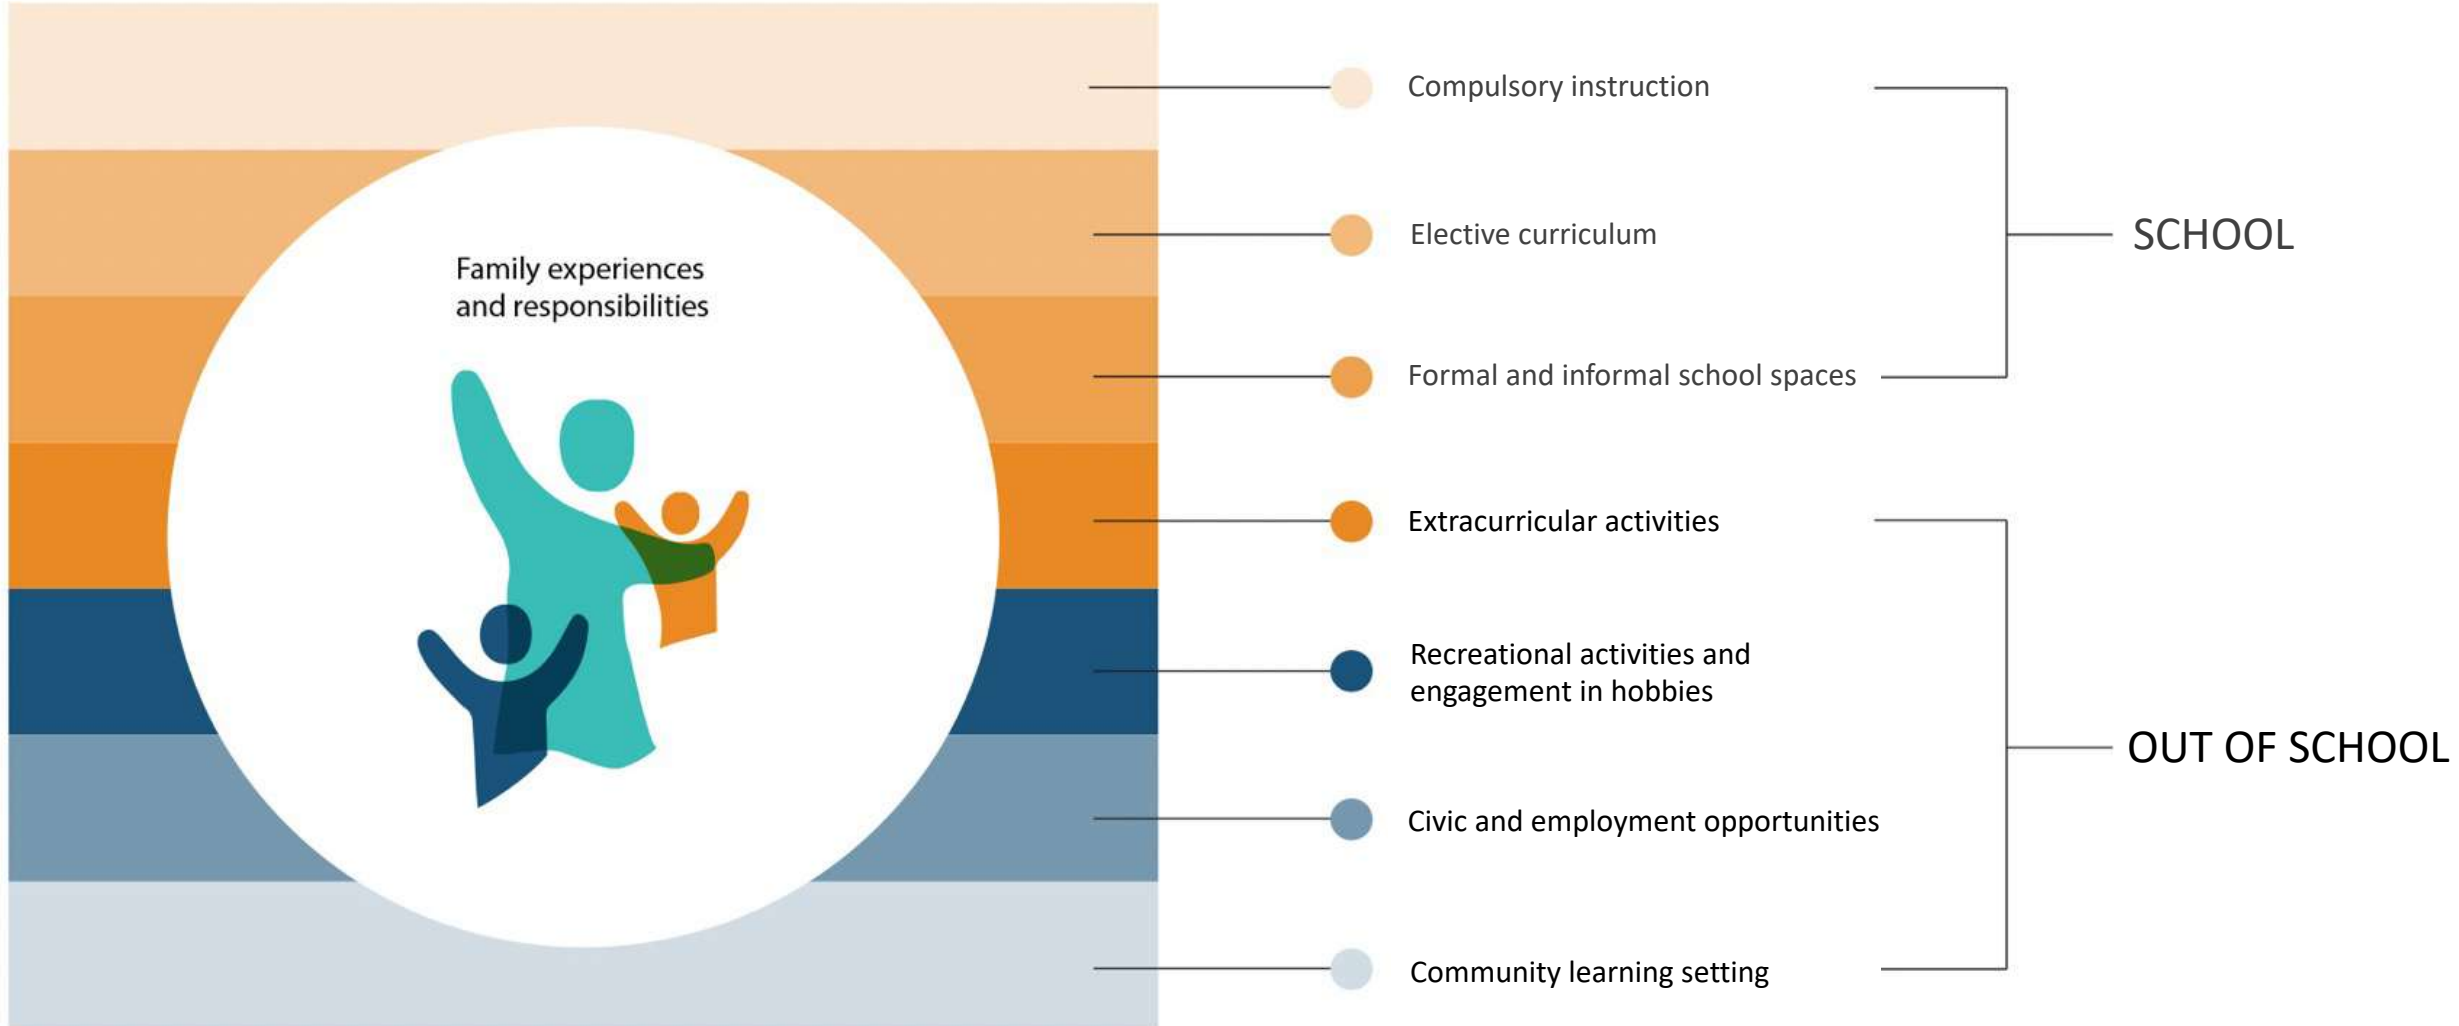 Family experiences
and responsibilities
Compulsory instruction
Elective curriculum
Formal and informal school spaces
SCHOOL
Extracurricular activities
Recreational activities and
engagement in hobbies
Civic and employment opportunities
Community learning setting
OUT OF SCHOOL